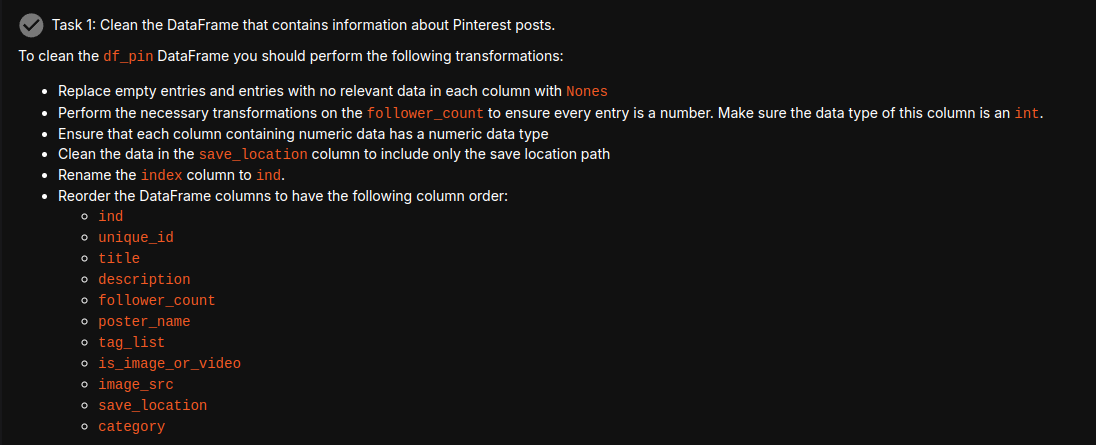 Task 1: Clean the DataFrame that contains information about Pinterest posts.
To clean the df_pin DataFrame you should perform the following transformations:
Replace empty entries and entries with no relevant data in each column with Nones
Perform the necessary transformations on the follower_count to ensure every entry is a number. Make sure the data type of this column is an int.
Ensure that each column containing numeric data has a numeric data type
Clean the data in the save_location column to include only the save location path
Rename the index column to ind.
Reorder the DataFrame columns to have the following column order:
ind
unique_id
title
description
follower_count
poster_name
tag_list
is_image_or_video
image_src
save_location
category